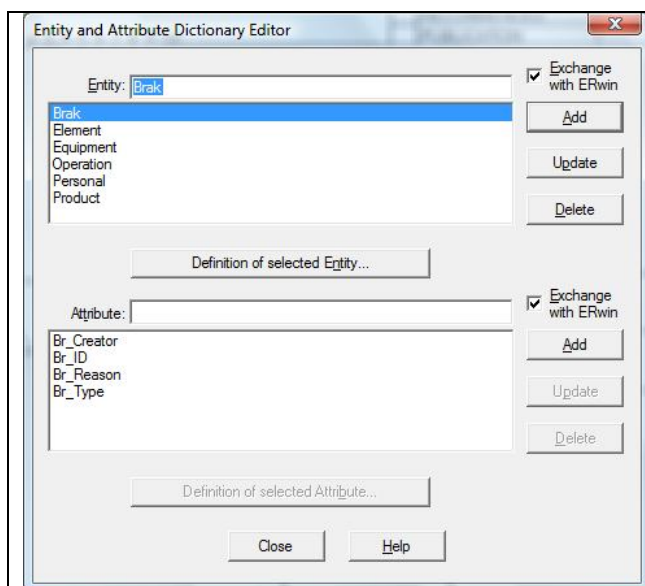 Entity and Attribute Dictionary Editor
Entity: Brak
Exchange with ERwin
Brak
Element
Equipment
Operation
Personal
Product
Add
Update
Delete
Definition of selected Entity...
Attribute:
Exchange with ERwin
Br_Creator
Br_ID
Br_Reason
Br_Type
Add
Update
Delete
Definition of selected Attribute...
Close
Help